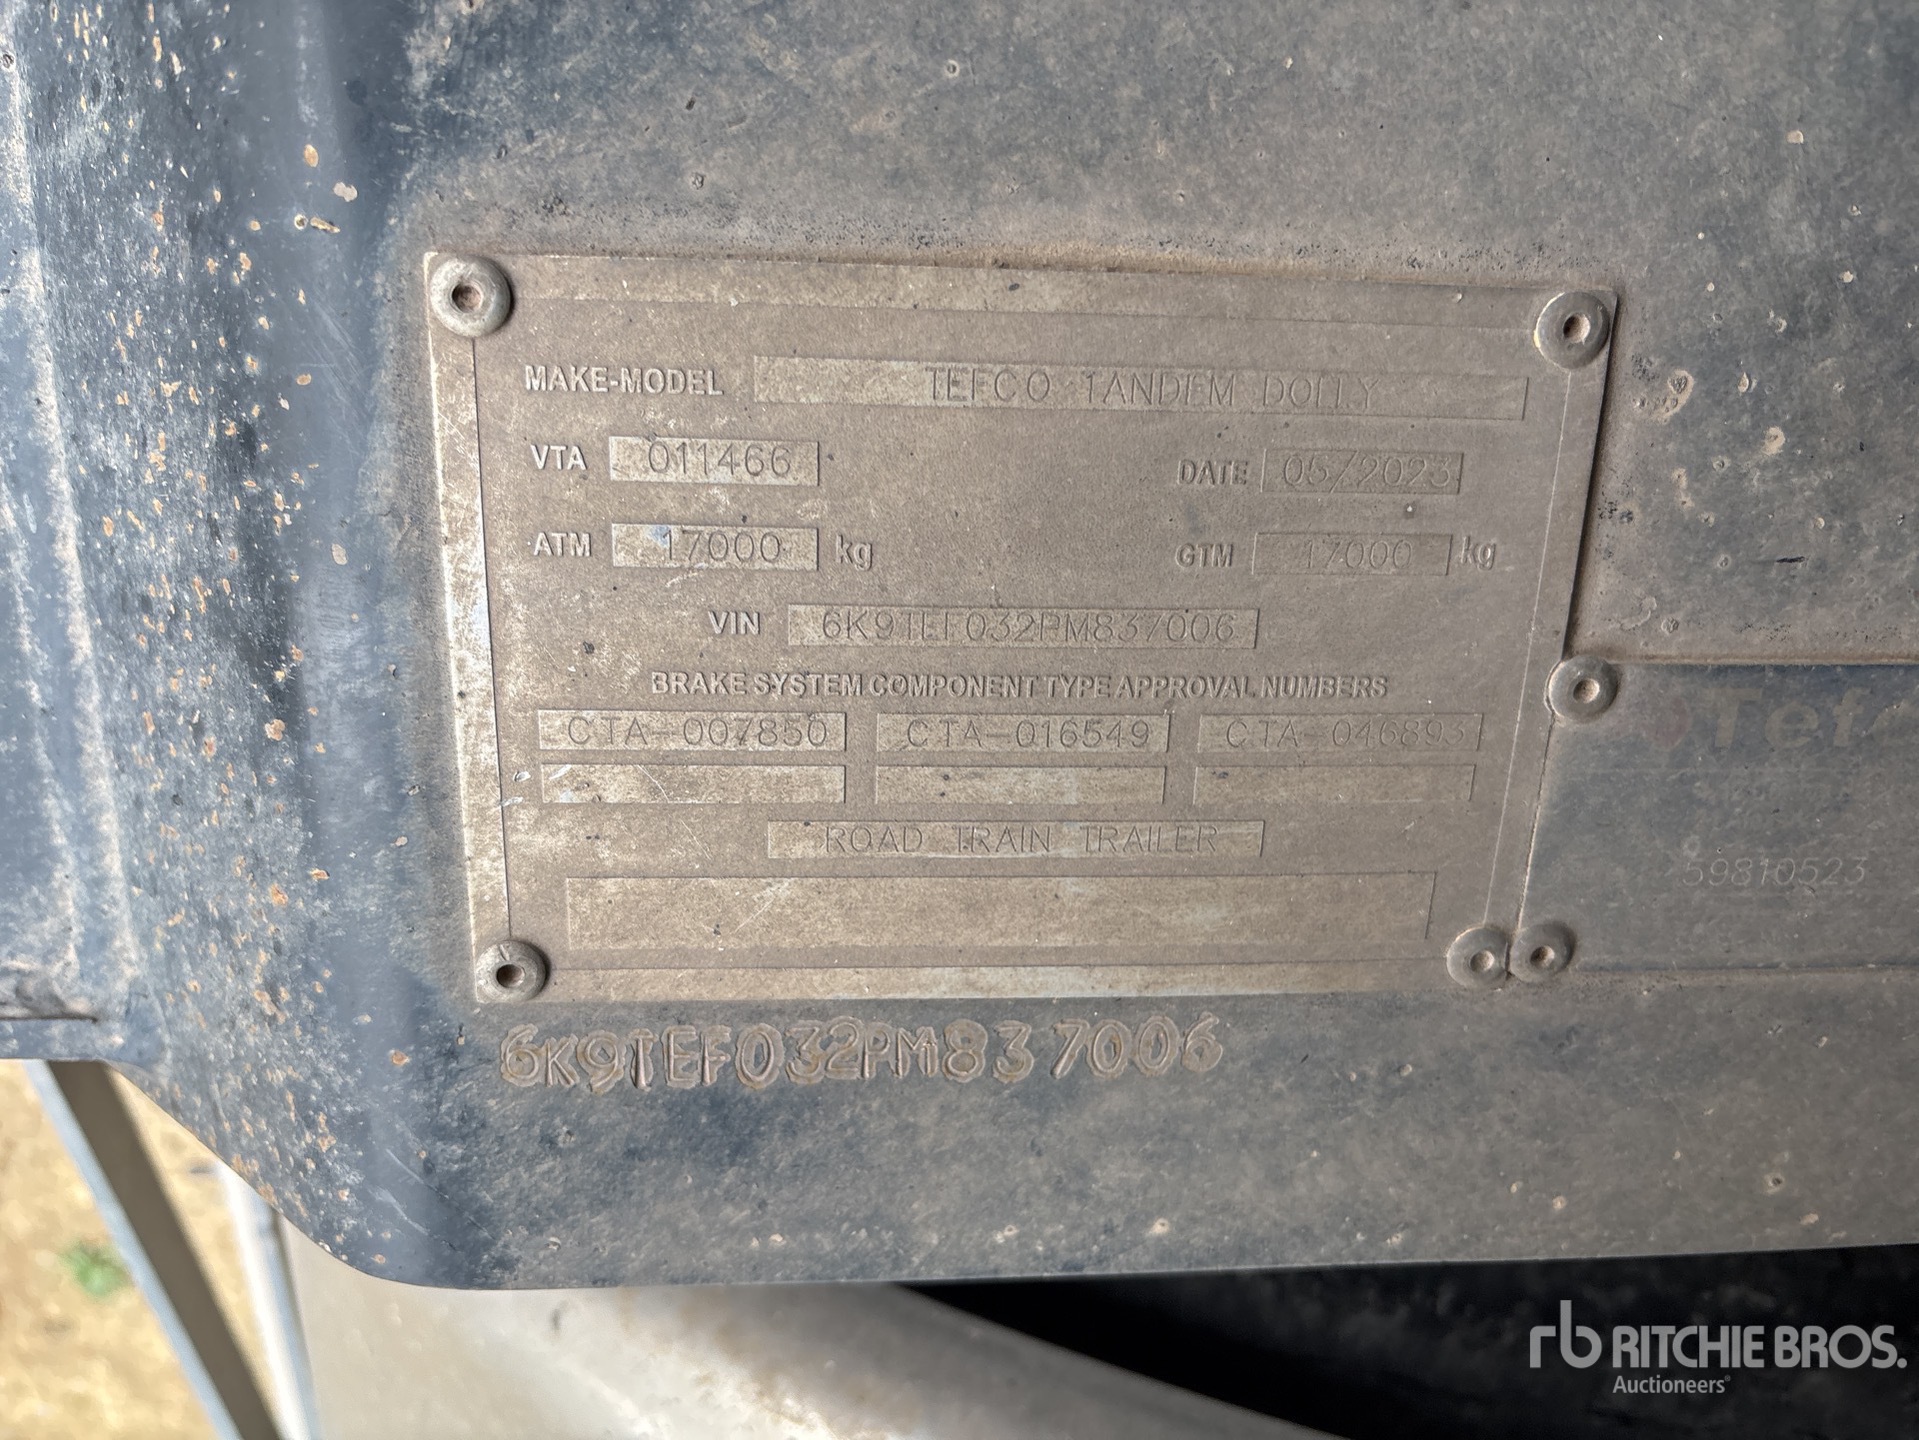 MAKE-MODEL TEFCO TANDEM DOLLY
VTA 011466 DATE 05/2023
ATM 17000 kg GTM 17000 kg
VIN 6K9TEF032PM837006
BRAKE SYSTEM COMPONENT TYPE APPROVAL NUMBERS
CTA-007850 CTA-016549 CTA-046893
ROAD TRAIN TRAILER
6K9TEF032PM837006
Tefc
59810523
rb RITCHIE BROS.
Auctioneers®